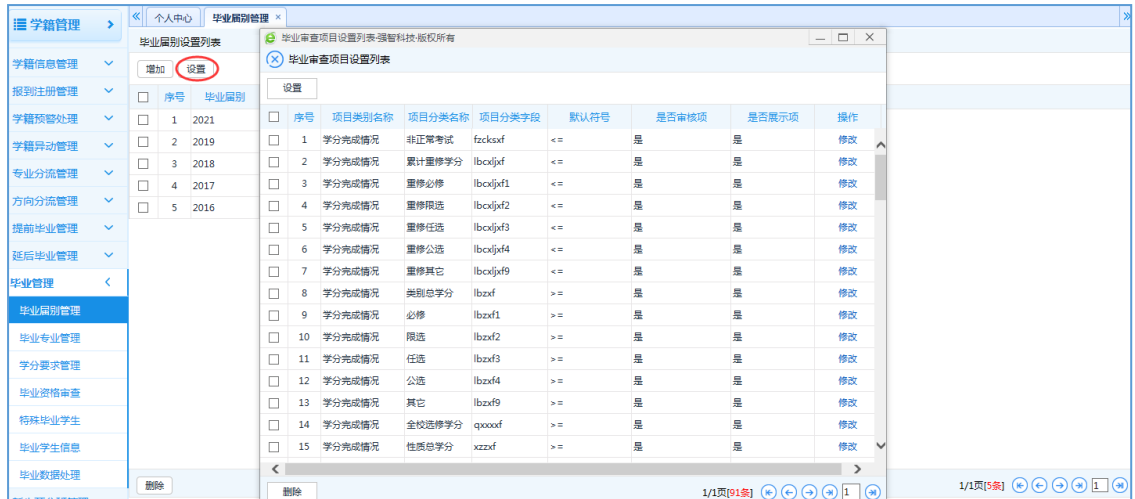 学籍管理
个人中心 毕业届别管理 ×
毕业届别设置列表
毕业审查项目设置列表-强智科技-版权所有
毕业审查项目设置列表
学籍信息管理
报到注册管理
学籍预警处理
学籍异动管理
专业分流管理
方向分流管理
提前毕业管理
延后毕业管理
毕业管理
毕业届别管理
毕业专业管理
学分要求管理
毕业资格审查
特殊毕业学生
毕业学生信息
毕业数据处理
增加 设置
序号 毕业届别
1 2021
2 2019
3 2018
4 2017
5 2016
删除
设置
序号 项目类别名称 项目分类名称 项目分类字段 默认符号 是否审核项 是否展示项 操作
1 学分完成情况 非正常考试 fzcksxf <= 是 是 修改
2 学分完成情况 累计重修学分 lbcxljxf <= 是 是 修改
3 学分完成情况 重修必修 lbcxljxf1 <= 是 是 修改
4 学分完成情况 重修限选 lbcxljxf2 <= 是 是 修改
5 学分完成情况 重修任选 lbcxljxf3 <= 是 是 修改
6 学分完成情况 重修公选 lbcxljxf4 <= 是 是 修改
7 学分完成情况 重修其它 lbcxljxf9 <= 是 是 修改
8 学分完成情况 类别总学分 lbzxf >= 是 是 修改
9 学分完成情况 必修 lbzxf1 >= 是 是 修改
10 学分完成情况 限选 lbzxf2 >= 是 是 修改
11 学分完成情况 任选 lbzxf3 >= 是 是 修改
12 学分完成情况 公选 lbzxf4 >= 是 是 修改
13 学分完成情况 其它 lbzxf9 >= 是 是 修改
14 学分完成情况 全校选修学分 qxxxxf >= 是 是 修改
15 学分完成情况 性质总学分 xzzxf >= 是 是 修改
删除 1/1页[91条] 1
1/1页[5条] 1